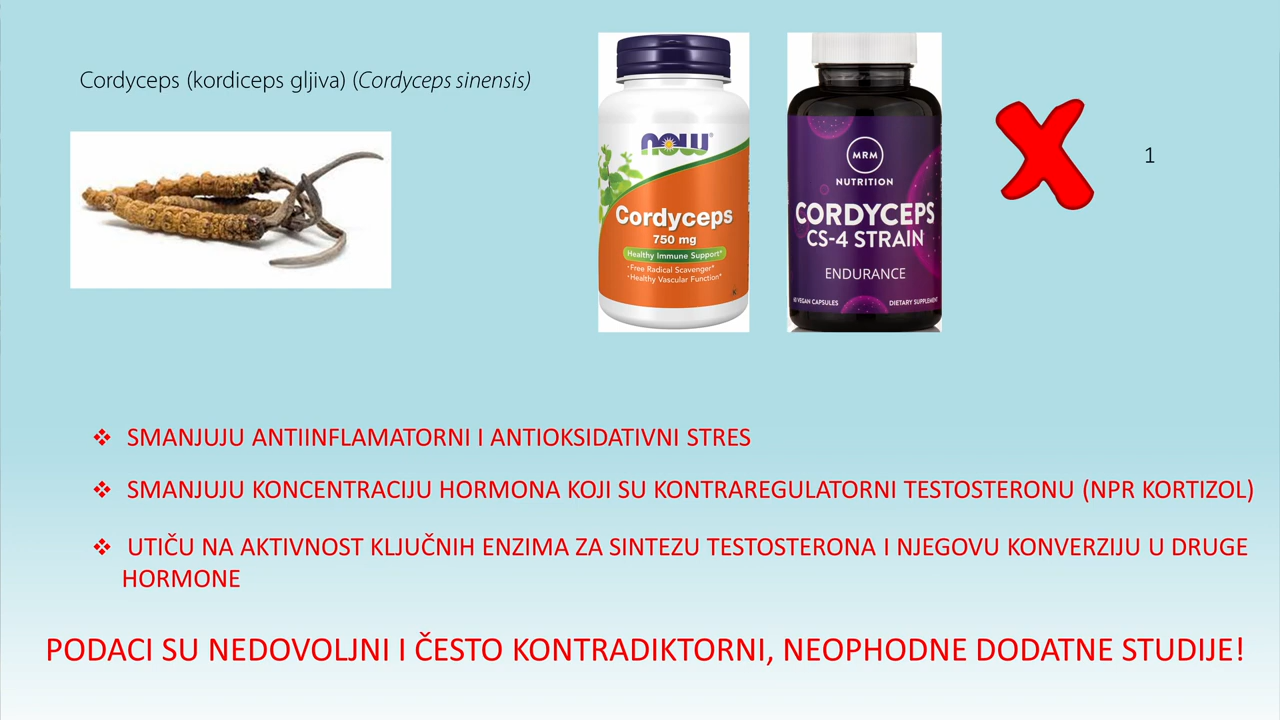 Cordyceps (kordiceps gljiva) (Cordyceps sinensis)
now
Cordyceps
750 mg
Healthy Immune Support*
• Free Radical Scavenger*
• Healthy Vascular Function*
MRM
NUTRITION
CORDYCEPS
CS-4 STRAIN
ENDURANCE
60 VEGAN CAPSULES
DIETARY SUPPLEMENT
1
❖ SMANJUJU ANTIINFLAMATORNI I ANTIOKSIDATIVNI STRES
❖ SMANJUJU KONCENTRACIJU HORMONA KOJI SU KONTRAREGULATORNI TESTOSTERONU (NPR KORTIZOL)
❖ UTIČU NA AKTIVNOST KLJUČNIH ENZIMA ZA SINTEZU TESTOSTERONA I NJEGOVU KONVERZIJU U DRUGE
HORMONE
PODACI SU NEDOVOLJNI I ČESTO KONTRADIKTORNI, NEOPHODNE DODATNE STUDIJE!